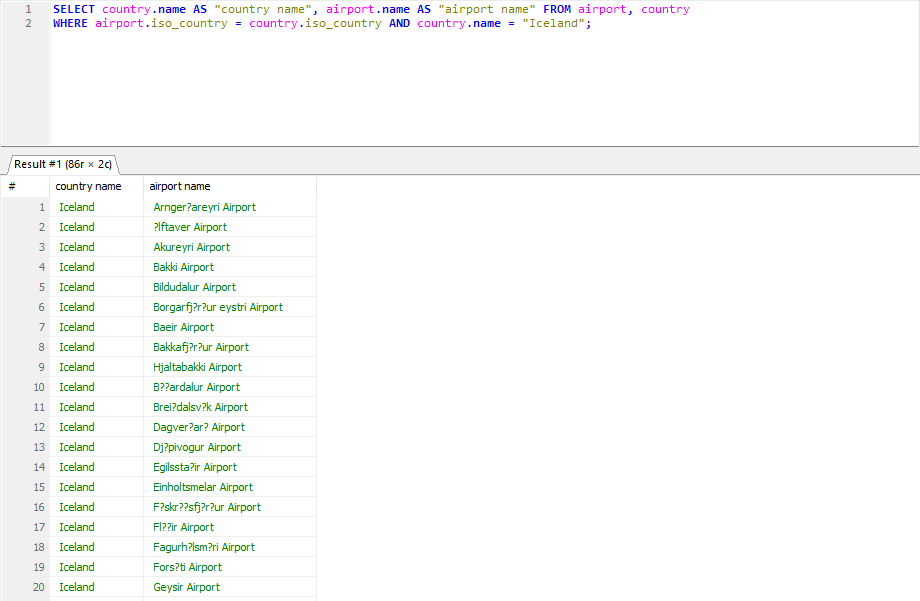 1 SELECT country.name AS "country name", airport.name AS "airport name" FROM airport, country
2 WHERE airport.iso_country = country.iso_country AND country.name = "Iceland";
Result #1 (86r × 2c)
# country name airport name
1 Iceland Arnger?areyri Airport
2 Iceland ?lftaver Airport
3 Iceland Akureyri Airport
4 Iceland Bakki Airport
5 Iceland Bildudalur Airport
6 Iceland Borgarfj?r?ur eystri Airport
7 Iceland Baeir Airport
8 Iceland Bakkafj?r?ur Airport
9 Iceland Hjaltabakki Airport
10 Iceland B??ardalur Airport
11 Iceland Brei?dalsv?k Airport
12 Iceland Dagver?ar? Airport
13 Iceland Dj?pivogur Airport
14 Iceland Egilssta?ir Airport
15 Iceland Einholtsmelar Airport
16 Iceland F?skr??sfj?r?ur Airport
17 Iceland Fl??ir Airport
18 Iceland Fagurh?lsm?ri Airport
19 Iceland Fors?ti Airport
20 Iceland Geysir Airport